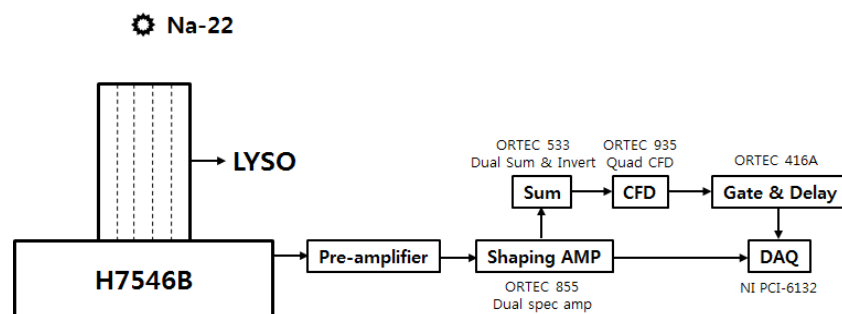 Na-22
ORTEC 533
Dual Sum & Invert
ORTEC 935
Quad CFD
ORTEC 416A
LYSO
Sum
CFD
Gate & Delay
H7546B
Pre-amplifier
Shaping AMP
DAQ
ORTEC 855
Dual spec amp
NI PCI-6132